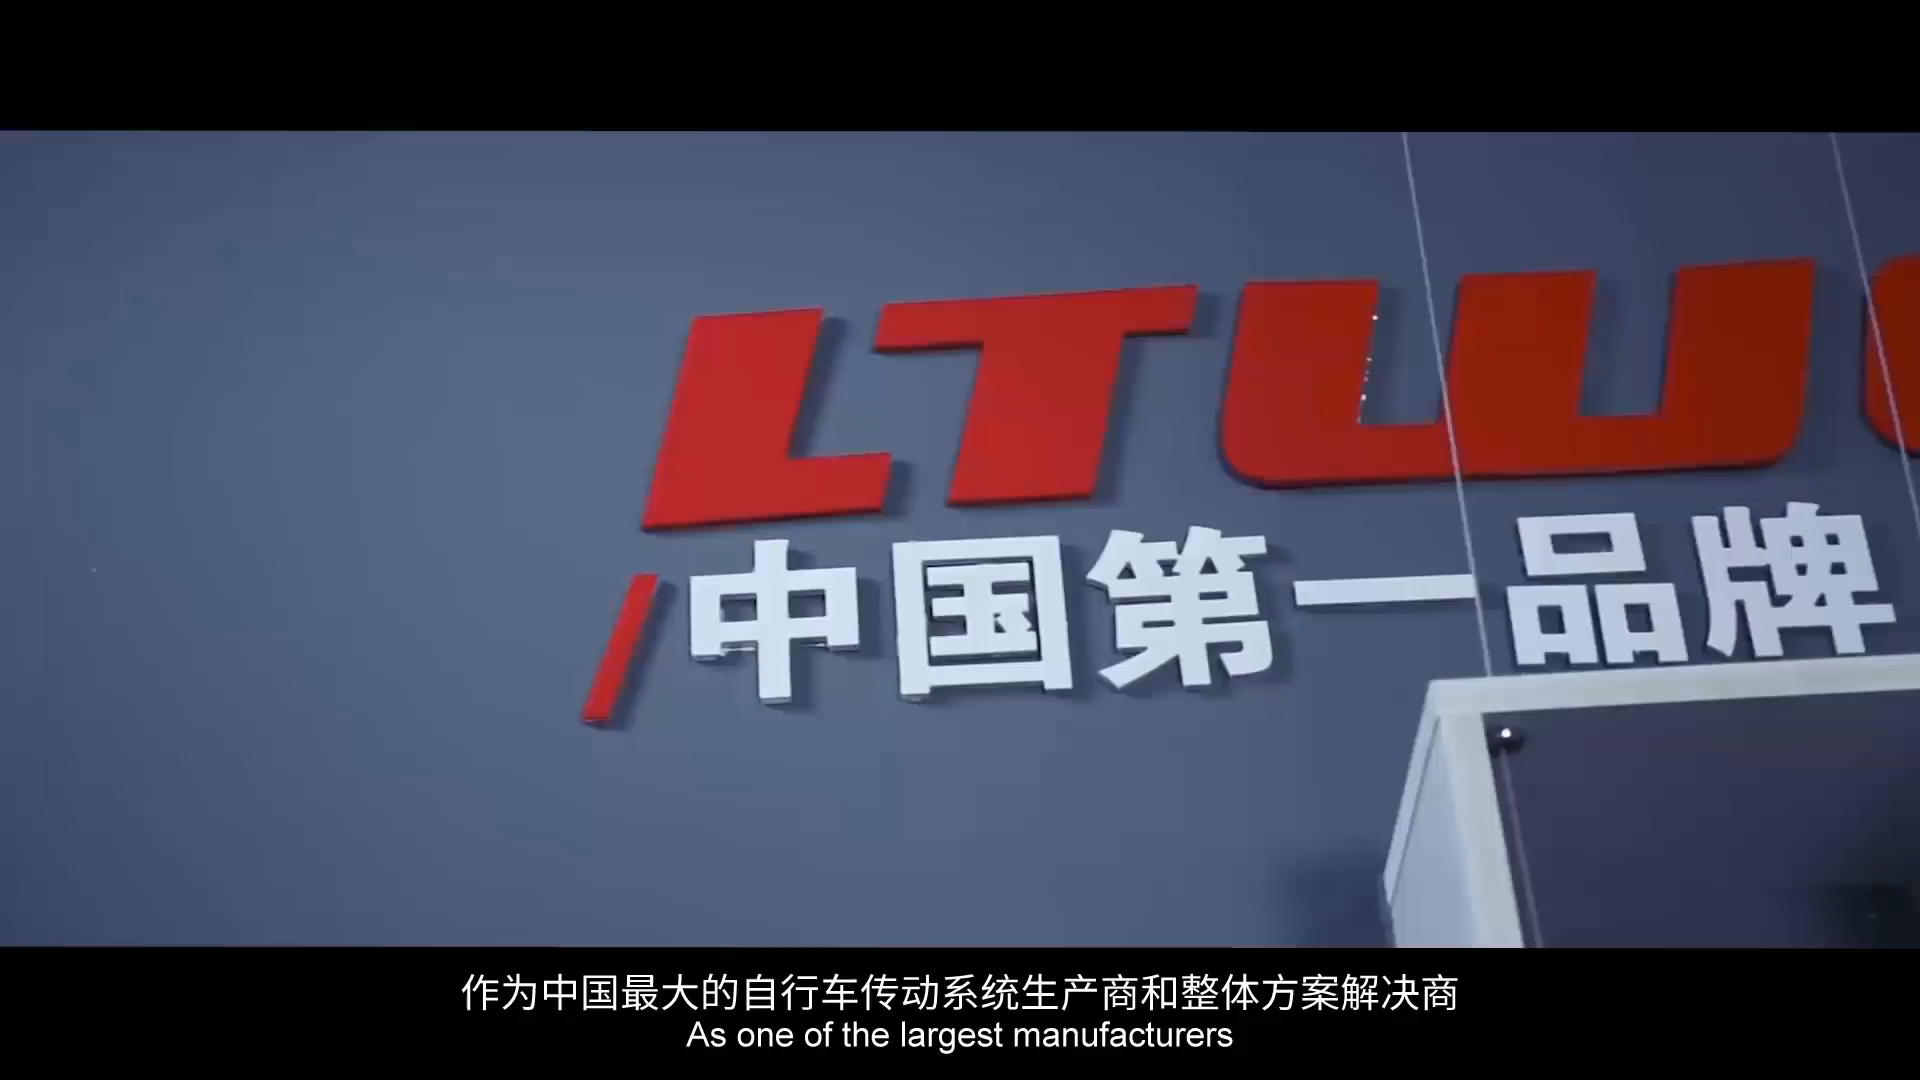 LTWO
中国第一品牌
作为中国最大的自行车传动系统生产商和整体方案解决商
As one of the largest manufacturers